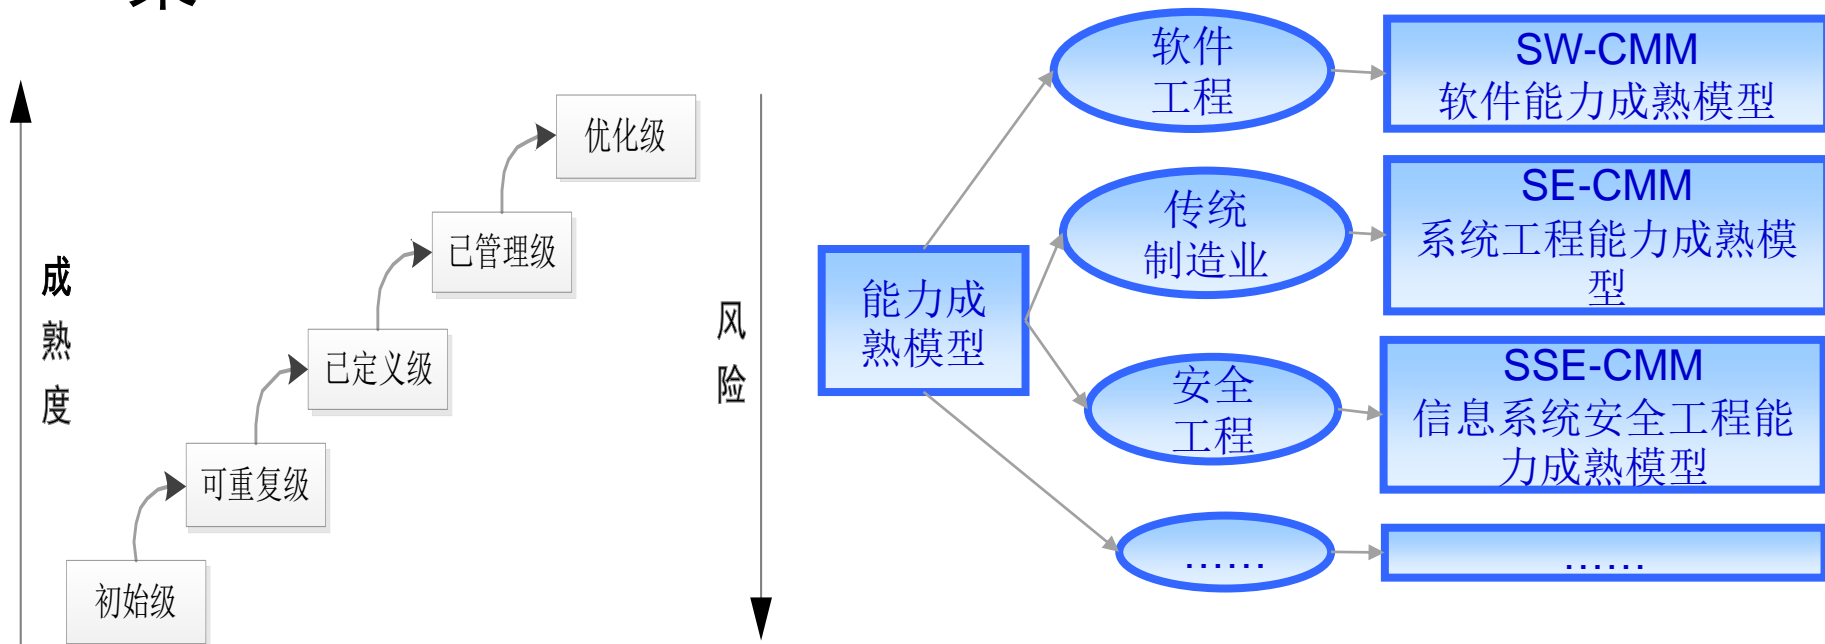 成
熟
度
优化级
已管理级
已定义级
可重复级
初始级
风
险
能力成
熟模型
软件
工程
SW-CMM
软件能力成熟模型
传统
制造业
SE-CMM
系统工程能力成熟模
型
安全
工程
SSE-CMM
信息系统安全工程能
力成熟模型
......
......